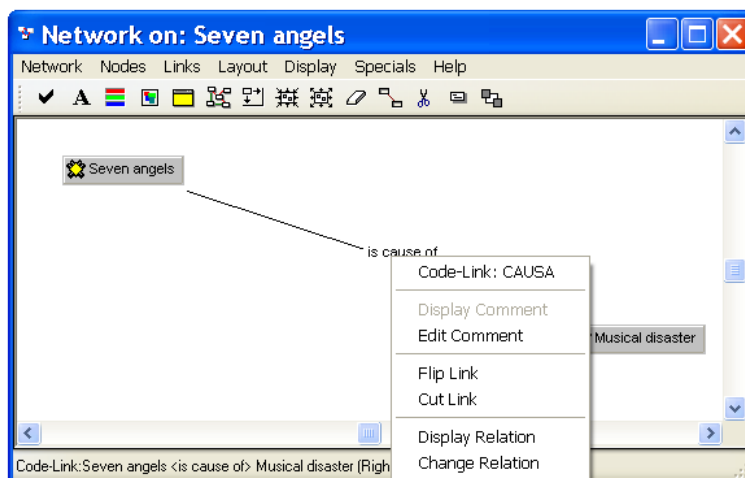 Network on: Seven angels
Network Nodes Links Layout Display Specials Help
A
Seven angels
is cause of
Code-Link: CAUSA
Display Comment
Edit Comment
Musical disaster
Flip Link
Cut Link
Display Relation
Change Relation
Code-Link:Seven angels <is cause of> Musical disaster (Righ